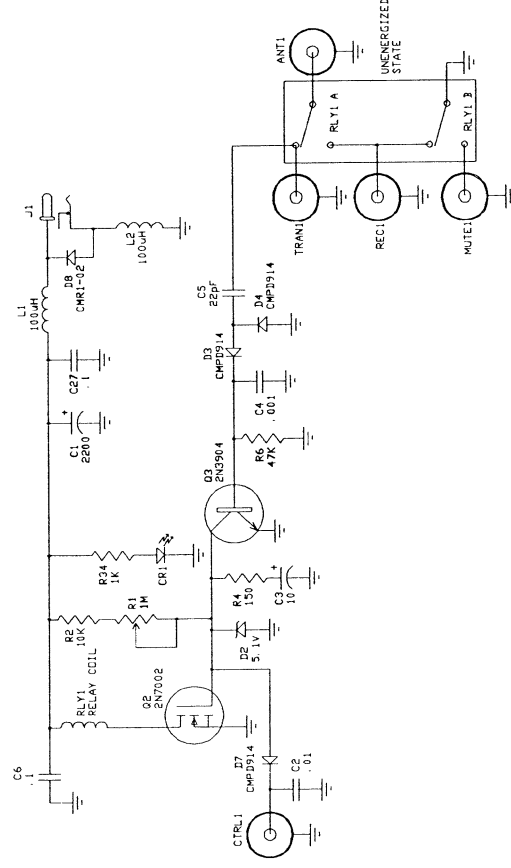 C6
.1
RLY1
RELAY COIL
R2
10K
R1
1M
R34
1K
CR1
C1
2200
+
C27
.1
L1
100uH
D8
CMR1-02
J1
L2
100uH
Q2
2N7002
D7
CMPD914
CTRL1
C2
.01
D2
5.1V
R4
150
C3
10
+
Q3
2N3904
R6
47K
C4
.001
D3
CMPD914
D4
CMPD914
C5
22pF
TRAN1
REC1
MUTE1
ANT1
RLY1 A
RLY1 B
UNENERGIZED
STATE